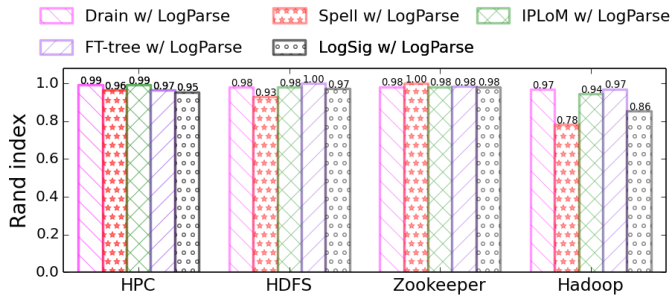 Drain w/ LogParse Spell w/ LogParse IPLoM w/ LogParse
FT-tree w/ LogParse LogSig w/ LogParse
Rand index
1.0
0.8
0.6
0.4
0.2
0.0
0.99 0.96 0.99 0.97 0.95
0.98 0.93 0.98 1.00 0.97
0.98 1.00 0.98 0.98 0.98
0.97 0.78 0.94 0.97 0.86
HPC HDFS Zookeeper Hadoop